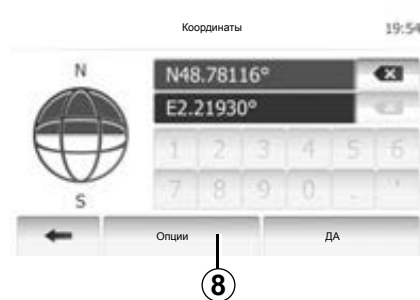 Координаты 19:54
N
N48.78116°
E2.21930°
1 2 3 4 5 6
7 8 9 0 . '
S
Опции ДА
8